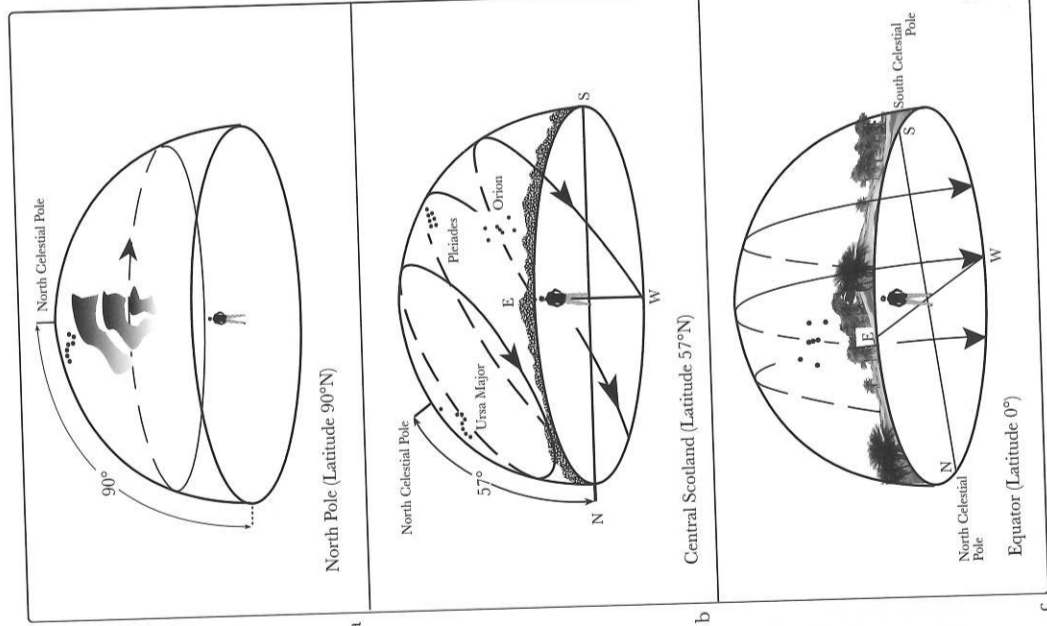 North Celestial Pole
90°
North Pole (Latitude 90°N)
a
North Celestial Pole
57°
Ursa Major
Pleiades
Orion
E
N
S
W
Central Scotland (Latitude 57°N)
b
South Celestial
Pole
S
E
N
W
North Celestial
Pole
Equator (Latitude 0°)
c